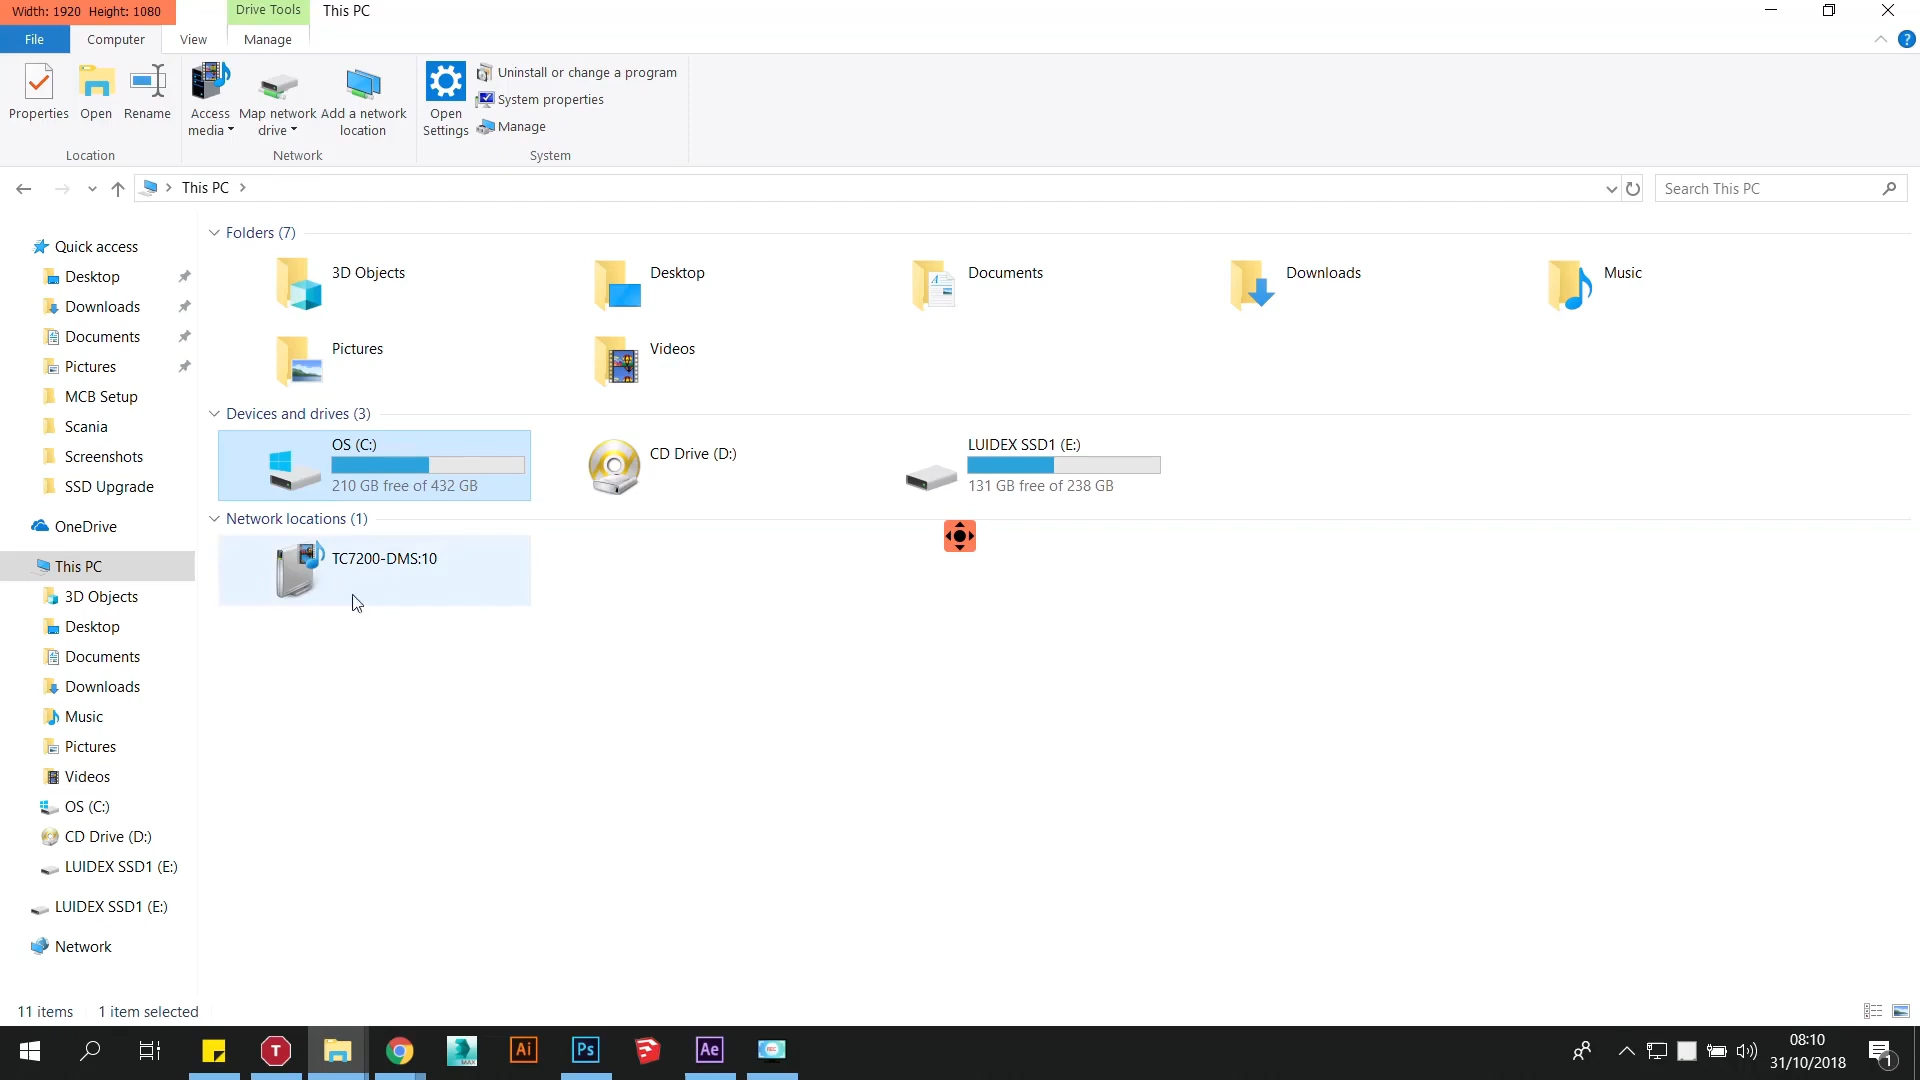 Width: 1920 Height: 1080
Drive Tools
This PC
File
Computer
View
Manage
Properties
Open
Rename
Access media
Map network drive
Add a network location
Open Settings
Uninstall or change a program
System properties
Manage
Location
Network
System
This PC
Search This PC
Quick access
Desktop
Downloads
Documents
Pictures
MCB Setup
Scania
Screenshots
SSD Upgrade
OneDrive
This PC
3D Objects
Desktop
Documents
Downloads
Music
Pictures
Videos
OS (C:)
CD Drive (D:)
LUIDEX SSD1 (E:)
LUIDEX SSD1 (E:)
Network
Folders (7)
3D Objects
Desktop
Documents
Downloads
Music
Pictures
Videos
Devices and drives (3)
OS (C:)
210 GB free of 432 GB
CD Drive (D:)
LUIDEX SSD1 (E:)
131 GB free of 238 GB
Network locations (1)
TC7200-DMS:10
11 items
1 item selected
T
MAX
Ai
Ps
Ae
REC
08:10
31/10/2018
1